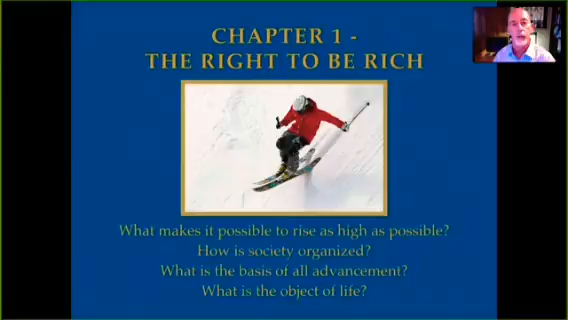 CHAPTER 1 -
THE RIGHT TO BE RICH
What makes it possible to rise as high as possible?
How is society organized?
What is the basis of all advancement?
What is the object of life?